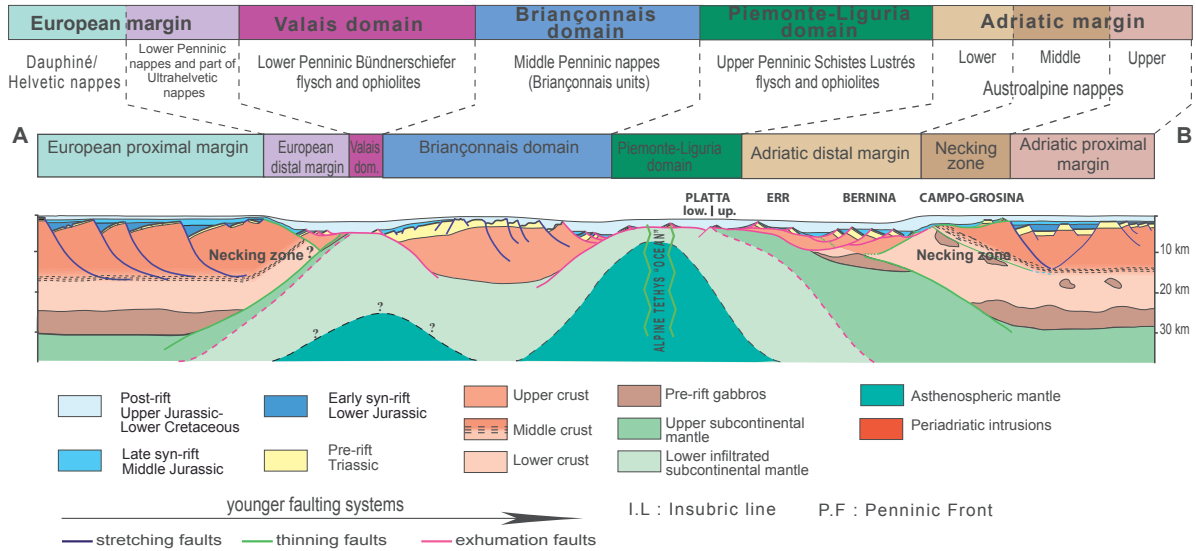 European margin
Valais domain
Briançonnais
domain
Piemonte-Liguria
domain
Adriatic margin
Dauphiné/
Helvetic nappes
Lower Penninic
nappes and part of
Ultrahelvetic
nappes
Lower Penninic Bündnerschiefer
flysch and ophiolites
Middle Penninic nappes
(Briançonnais units)
Upper Penninic Schistes Lustrés
flysch and ophiolites
Lower
Middle
Upper
Austroalpine nappes
A
B
European proximal margin
European
distal margin
Valais
dom.
Briançonnais domain
Piemonte-Liguria
domain
Adriatic distal margin
Necking
zone
Adriatic proximal
margin
PLATTA
low. | up.
ERR
BERNINA
CAMPO-GROSINA
Necking zone
?
Necking zone
10 km
20 km
30 km
? ? ?
ALPINE TETHYS "OCEAN"
Post-rift
Upper Jurassic-
Lower Cretaceous
Late syn-rift
Middle Jurassic
Early syn-rift
Lower Jurassic
Pre-rift
Triassic
Upper crust
Middle crust
Lower crust
Pre-rift gabbros
Upper subcontinental
mantle
Lower infiltrated
subcontinental mantle
Asthenospheric mantle
Periadriatic intrusions
younger faulting systems
I.L : Insubric line
P.F : Penninic Front
stretching faults
thinning faults
exhumation faults